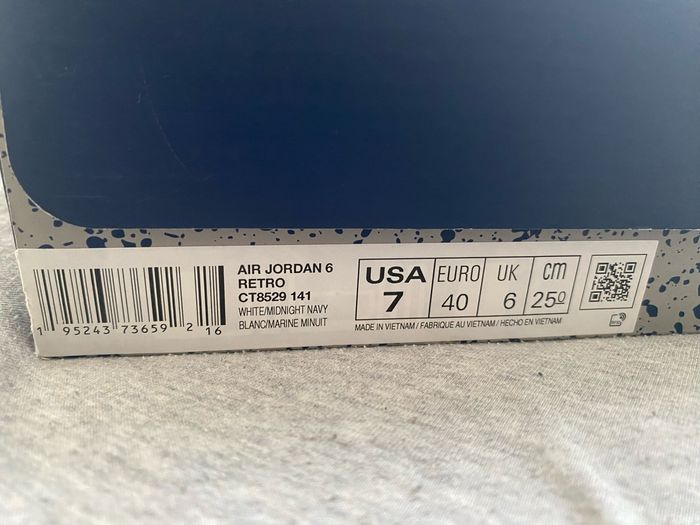 AIR JORDAN 6
RETRO
CT8529 141
WHITE/MIDNIGHT NAVY
BLANC/MARINE MINUIT
1 95243 73659 2 16
USA EURO UK cm
7 40 6 250
MADE IN VIETNAM / FABRIQUE AU VIETNAM / HECHO EN VIETNAM